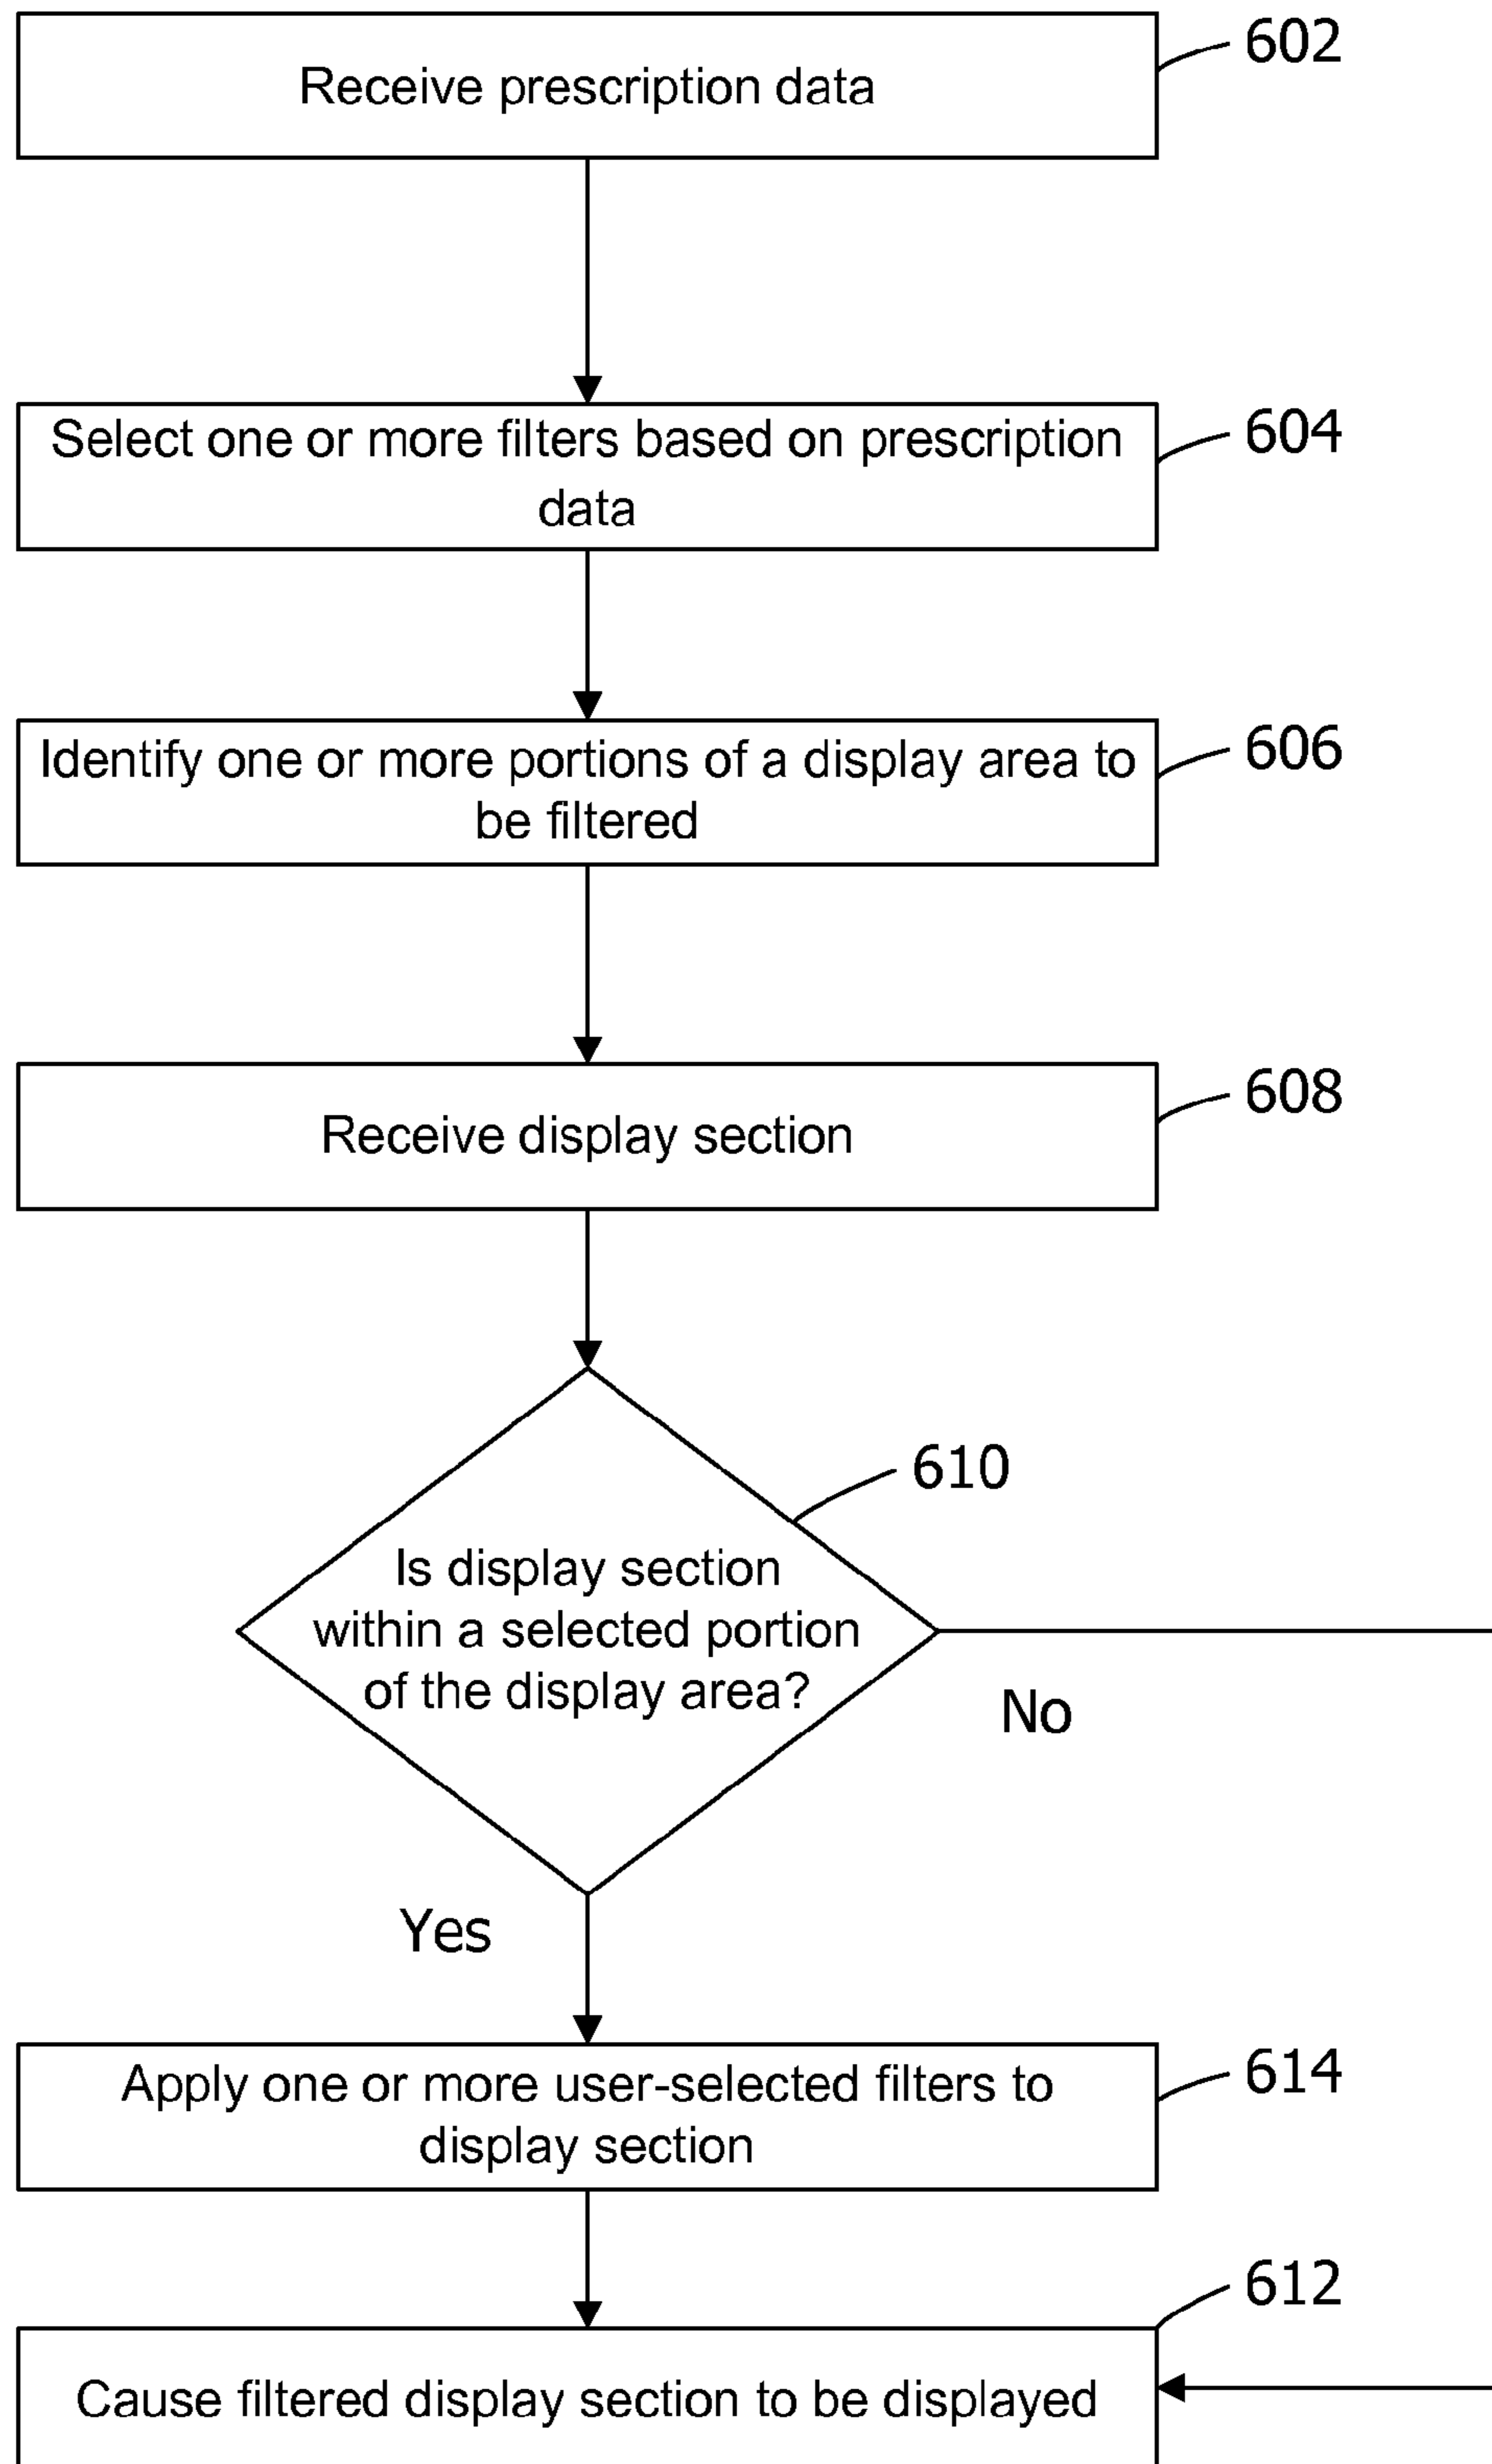 Receive prescription data
602
Select one or more filters based on prescription
data
604
Identify one or more portions of a display area to
be filtered
606
Receive display section
608
610
Is display section
within a selected portion
of the display area?
No
Yes
Apply one or more user-selected filters to
display section
614
612
Cause filtered display section to be displayed